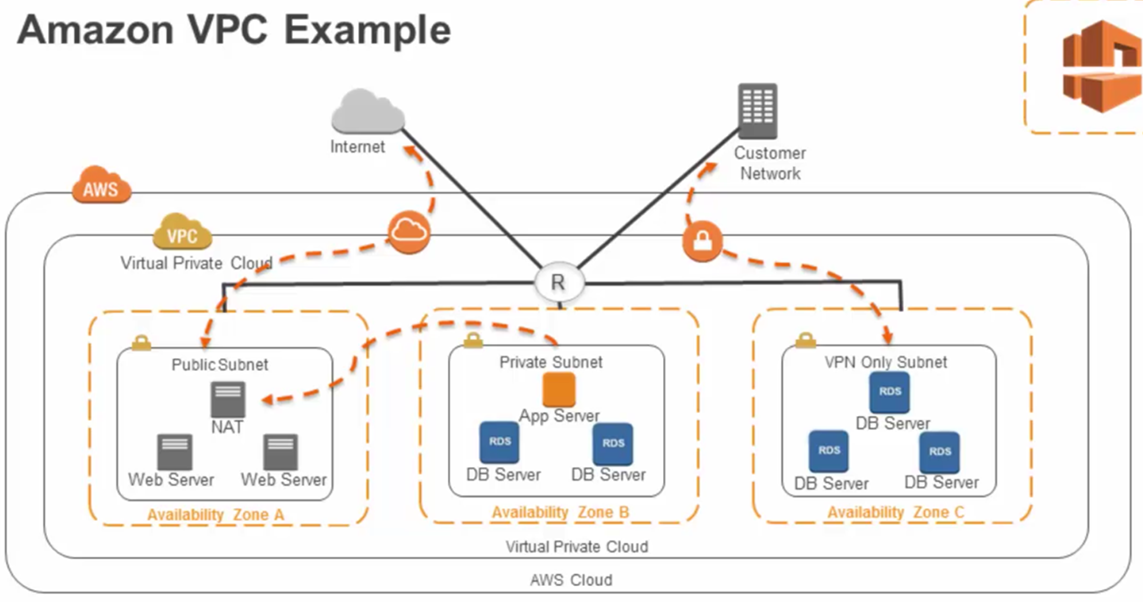 Amazon VPC Example
Internet
Customer
Network
AWS
VPC
Virtual Private Cloud
R
Public Subnet
NAT
Web Server
Web Server
Availability Zone A
Private Subnet
App Server
RDS
RDS
DB Server
DB Server
Availability Zone B
VPN Only Subnet
RDS
DB Server
RDS
RDS
DB Server
DB Server
Availability Zone C
Virtual Private Cloud
AWS Cloud